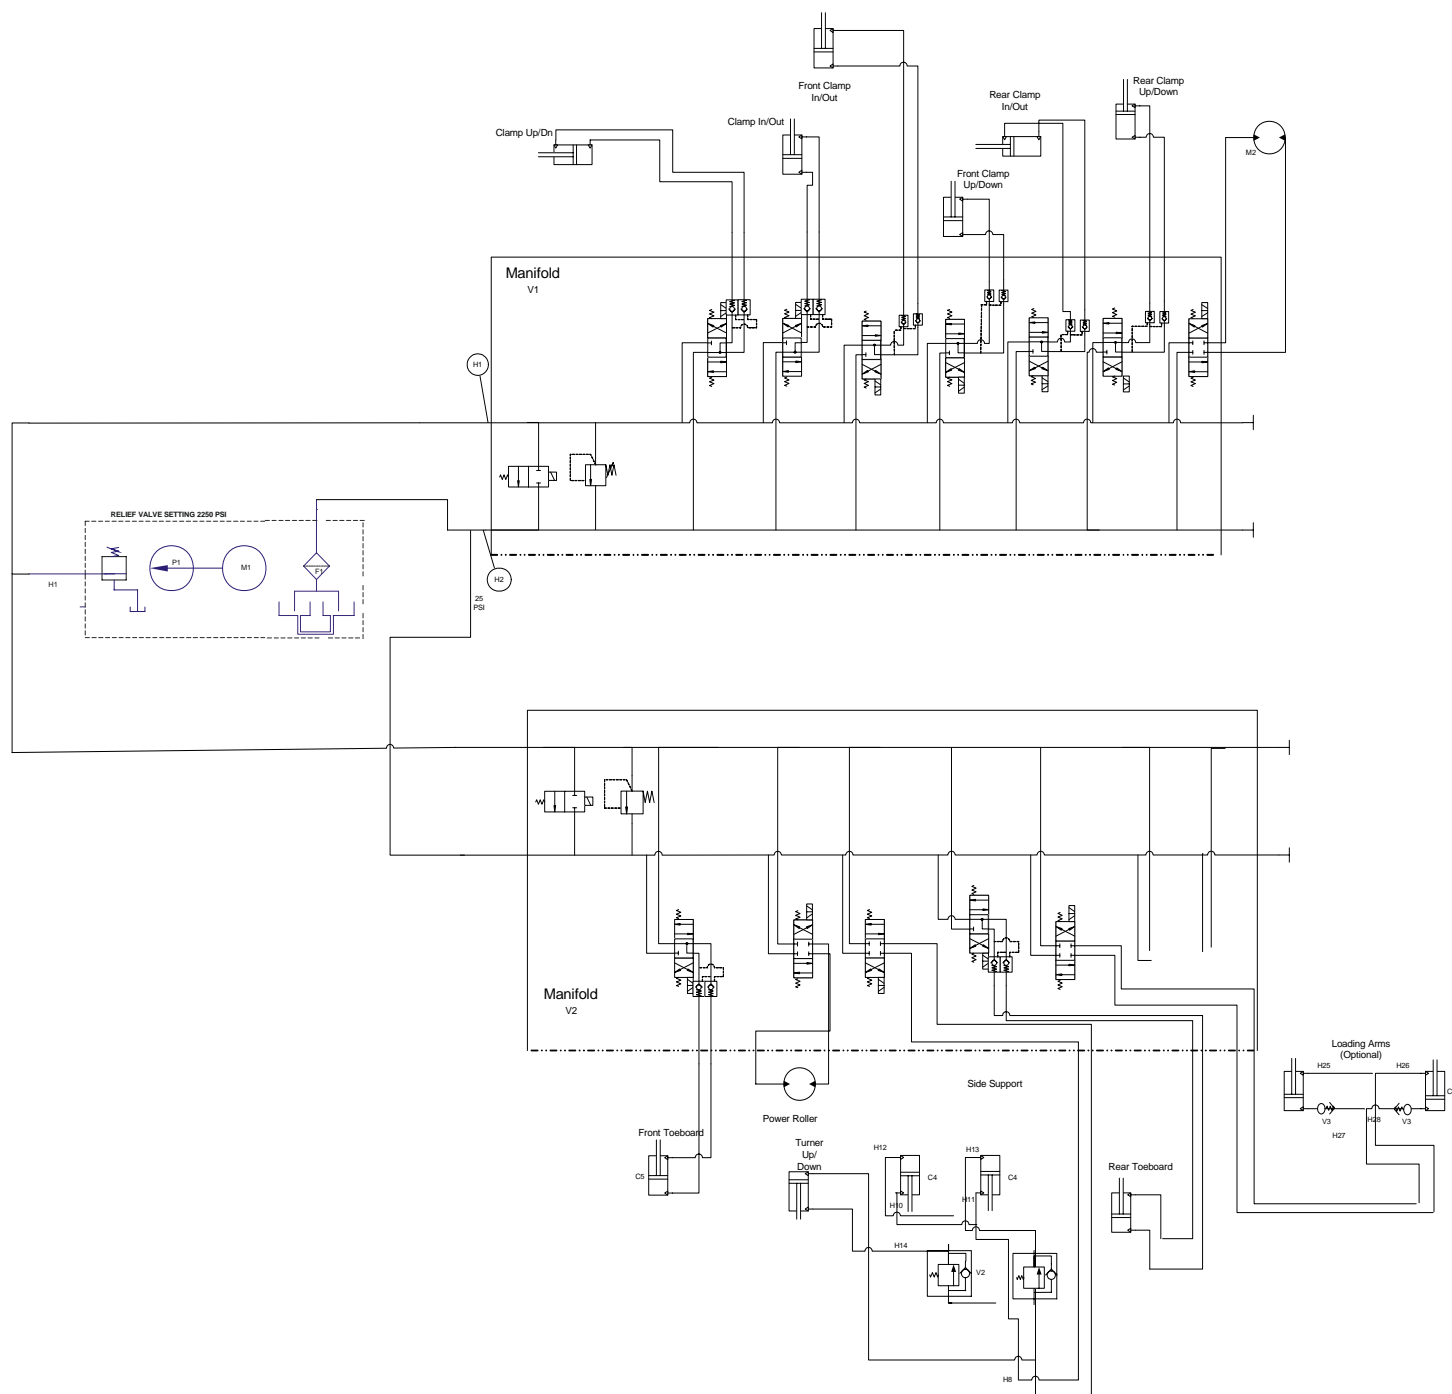 Front Clamp
In/Out
Rear Clamp
Up/Down
Rear Clamp
In/Out
Clamp In/Out
Clamp Up/Dn
M2
Front Clamp
Up/Down
Manifold
V1
H1
RELIEF VALVE SETTING 2250 PSI
P1
M1
F1
H1
H2
25
PSI
Manifold
V2
Loading Arms
(Optional)
H25
H26
Side Support
C
Power Roller
V3
H28
V3
H27
Front Toeboard
Turner
Up/
Down
H12
H13
Rear Toeboard
C5
C4
C4
H10
H11
H14
V2
H8